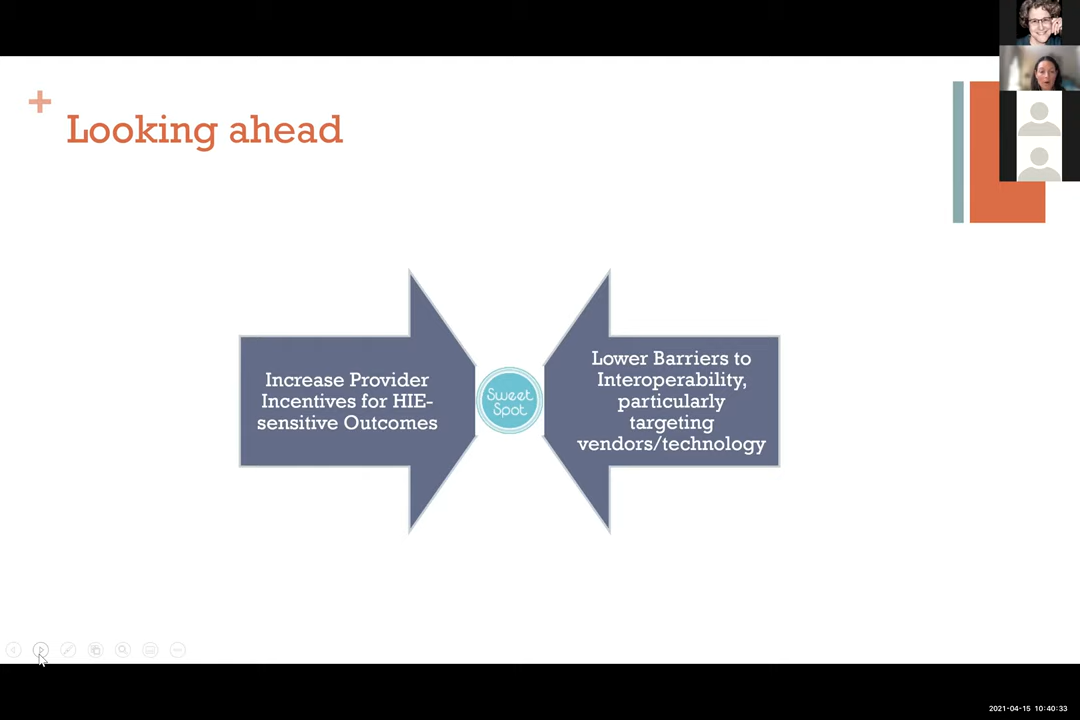 +
Looking ahead
Increase Provider
Incentives for HIE-
sensitive Outcomes
Sweet
Spot
Lower Barriers to
Interoperability,
particularly
targeting
vendors/technology
2021-04-15 10:40:33